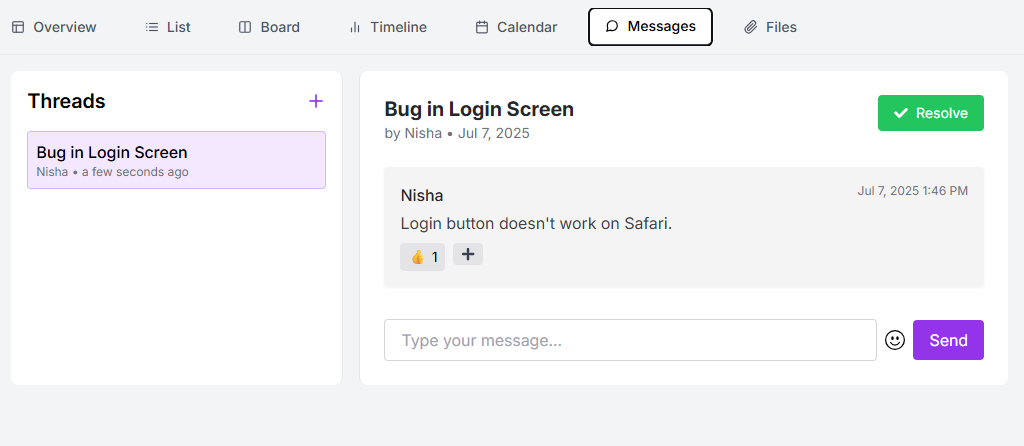 Overview List Board Timeline Calendar Messages Files
Threads
Bug in Login Screen
Nisha • a few seconds ago
Bug in Login Screen
by Nisha • Jul 7, 2025
Resolve
Nisha
Jul 7, 2025 1:46 PM
Login button doesn't work on Safari.
👍 1
Type your message...
Send